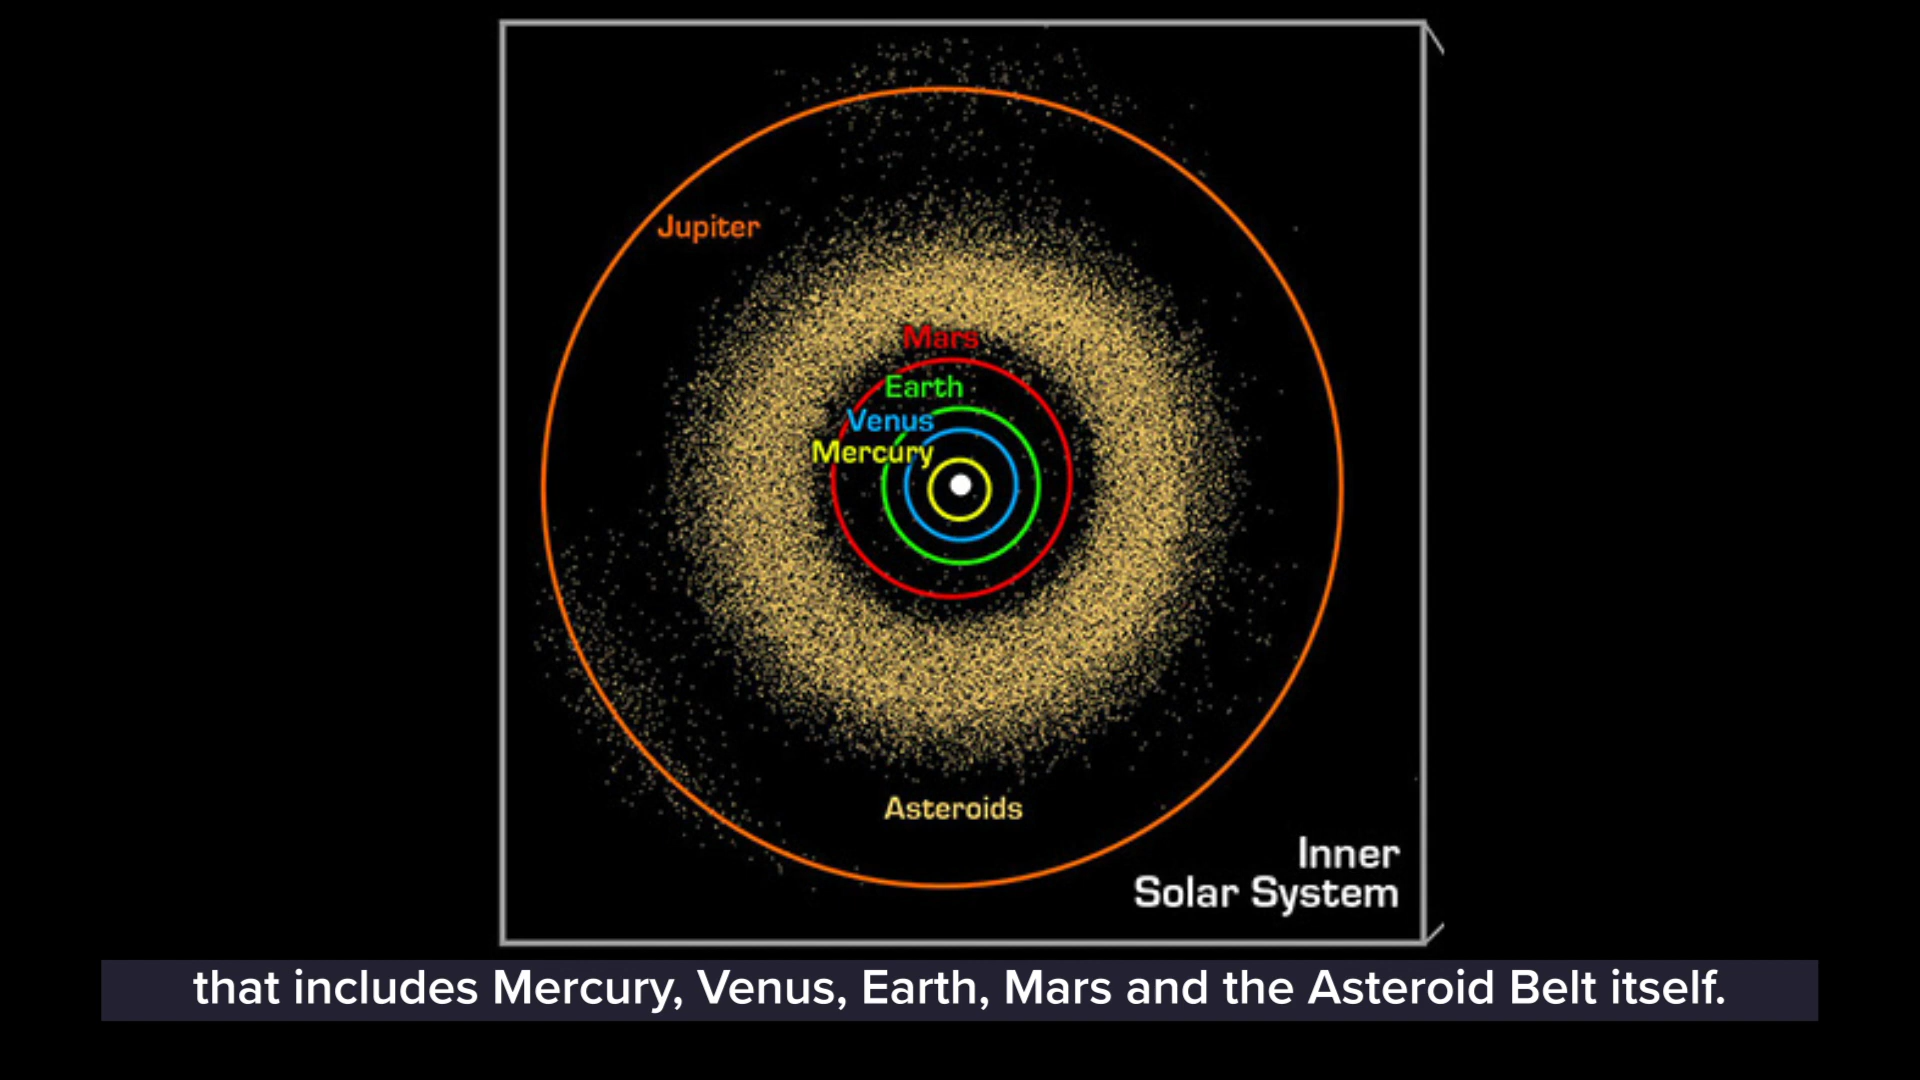 Jupiter
Mars
Earth
Venus
Mercury
Asteroids
Inner
Solar System
that includes Mercury, Venus, Earth, Mars and the Asteroid Belt itself.